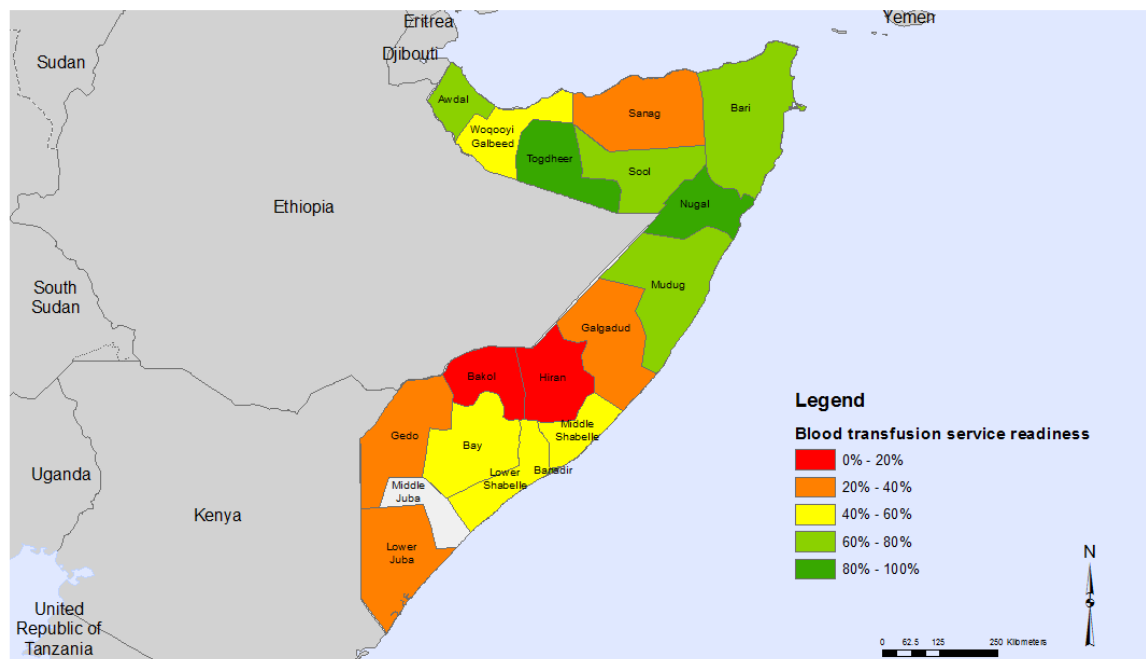 Eritrea
Yemen
Djibouti
Sudan
Awdal
Woqooyi
Galbeed
Togdheer
Sanag
Bari
Sool
Nugal
Ethiopia
South
Sudan
Mudug
Galgadud
Bakol
Hiran
Gedo
Bay
Middle
Shabelle
Lower
Shabelle
Banadir
Middle
Juba
Lower
Juba
Uganda
Kenya
United
Republic of
Tanzania
Legend
Blood transfusion service readiness
0% - 20%
20% - 40%
40% - 60%
60% - 80%
80% - 100%
N
0 62.5 125 250 Kilometers